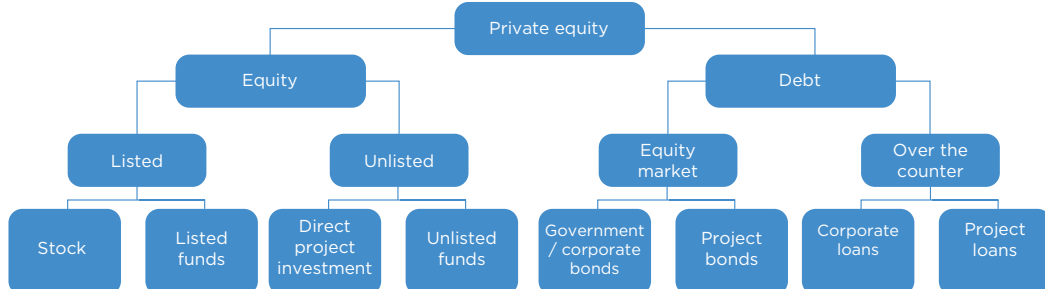 Private equity
Equity
Debt
Listed
Unlisted
Equity
market
Over the
counter
Stock
Listed
funds
Direct
project
investment
Unlisted
funds
Government
/ corporate
bonds
Project
bonds
Corporate
loans
Project
loans